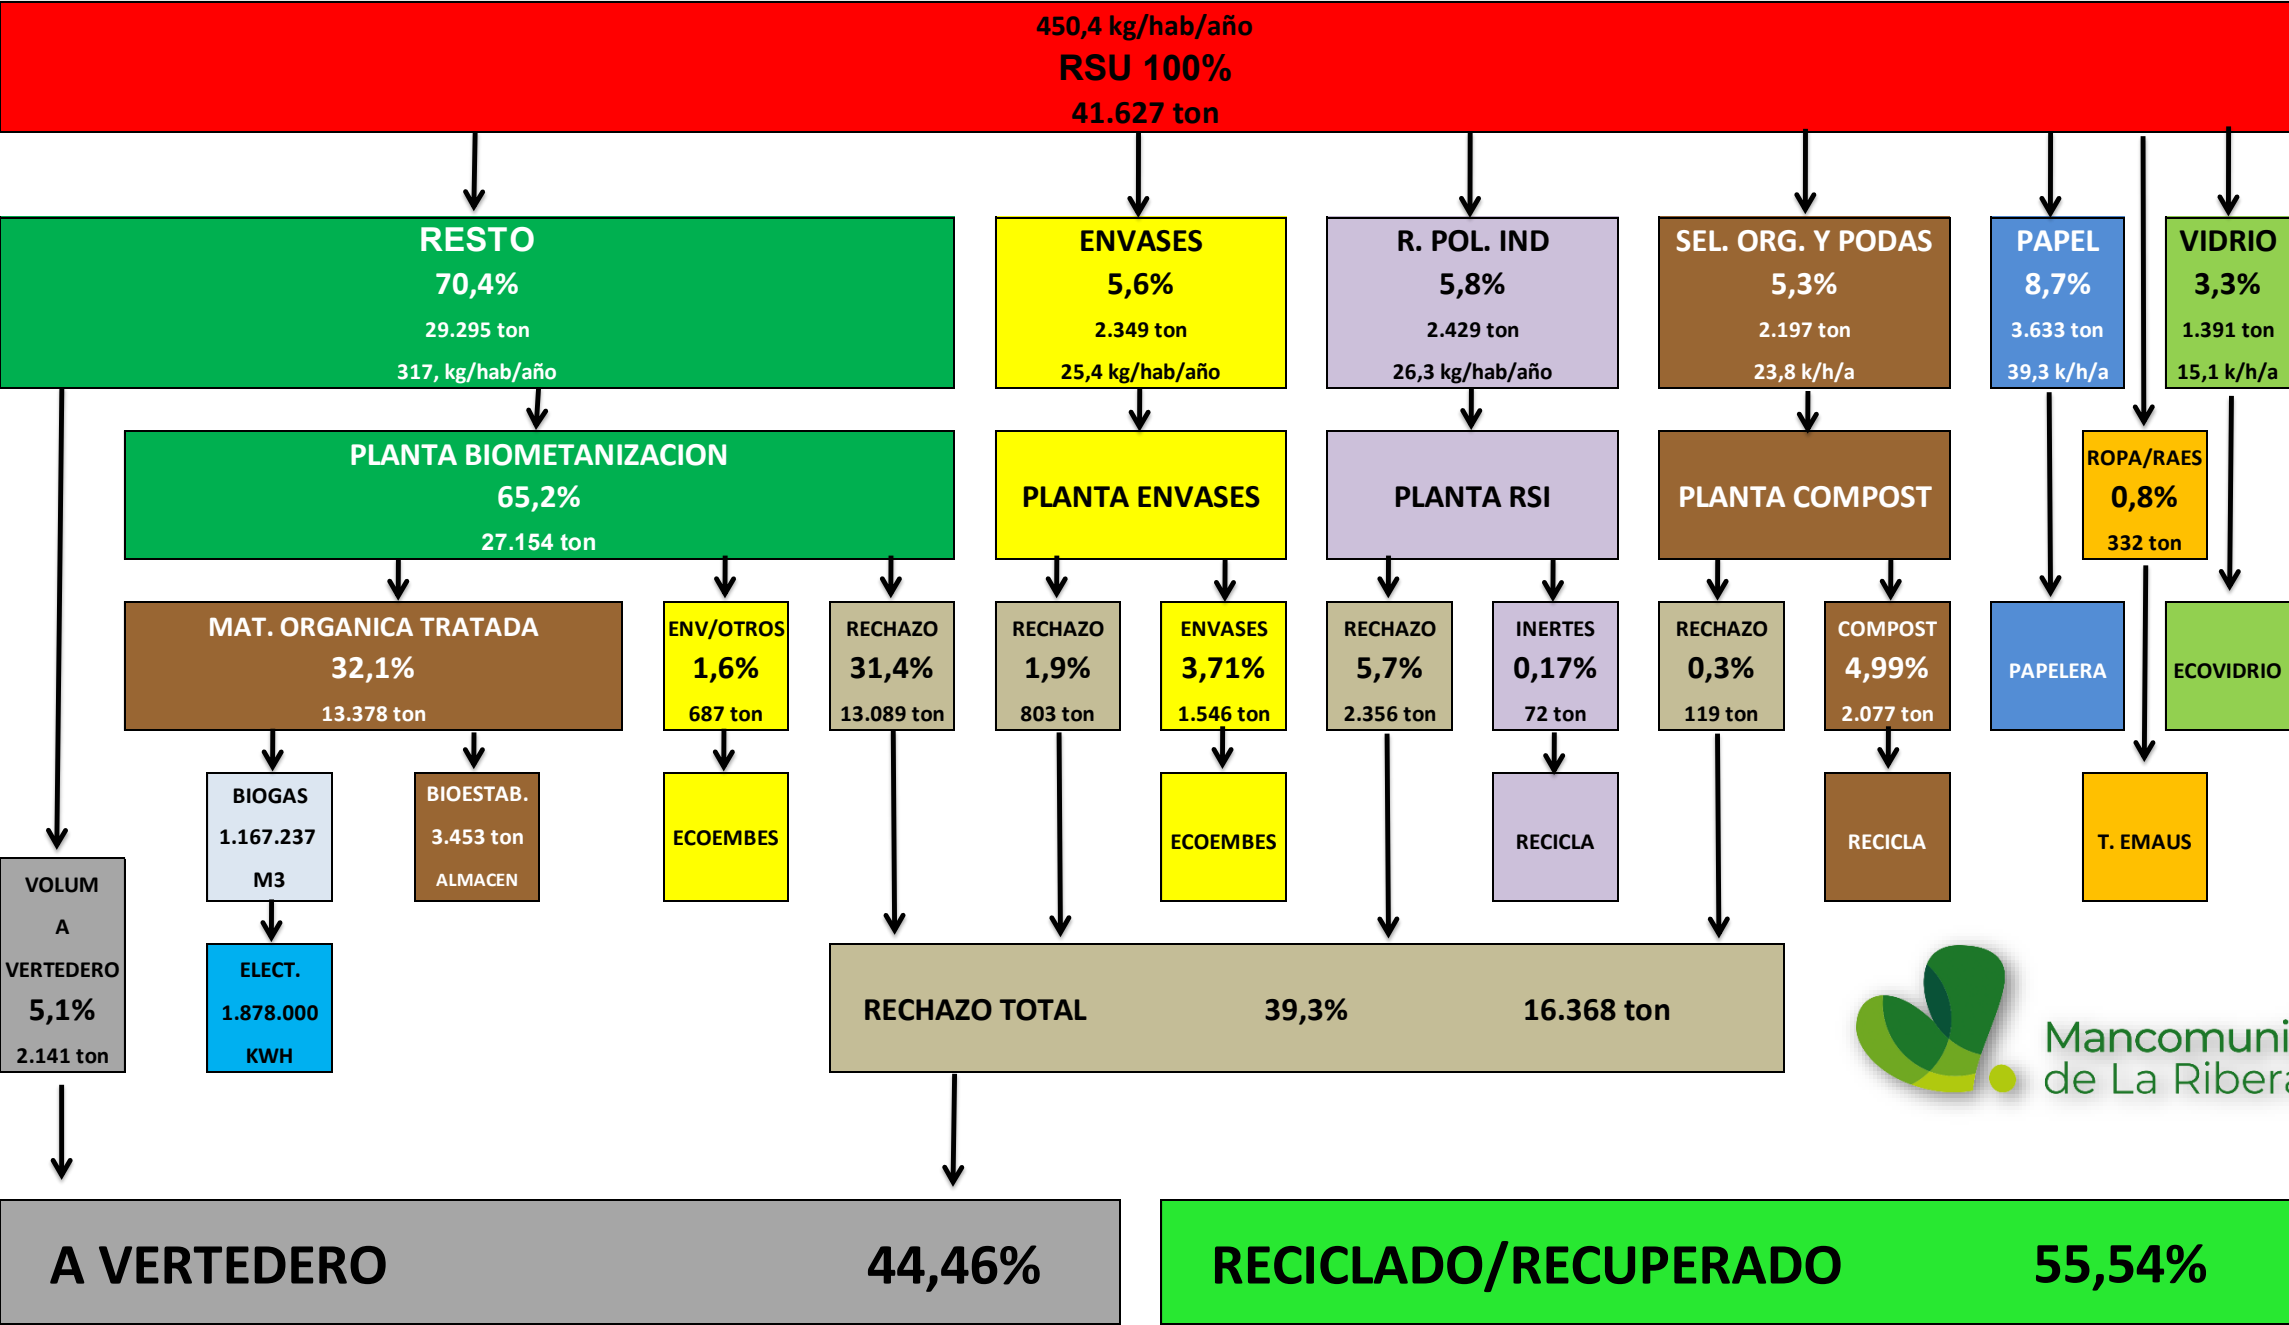 450,4 kg/hab/año
RSU 100%
41.627 ton
RESTO
70,4%
29.295 ton
317, kg/hab/año
ENVASES
5,6%
2.349 ton
25,4 kg/hab/año
R. POL. IND
5,8%
2.429 ton
26,3 kg/hab/año
SEL. ORG. Y PODAS
5,3%
2.197 ton
23,8 k/h/a
PAPEL
8,7%
3.633 ton
39,3 k/h/a
VIDRIO
3,3%
1.391 ton
15,1 k/h/a
PLANTA BIOMETANIZACION
65,2%
27.154 ton
PLANTA ENVASES
PLANTA RSI
PLANTA COMPOST
ROPA/RAES
0,8%
332 ton
MAT. ORGANICA TRATADA
32,1%
13.378 ton
ENV/OTROS
1,6%
687 ton
RECHAZO
31,4%
13.089 ton
RECHAZO
1,9%
803 ton
ENVASES
3,71%
1.546 ton
RECHAZO
5,7%
2.356 ton
INERTES
0,17%
72 ton
RECHAZO
0,3%
119 ton
COMPOST
4,99%
2.077 ton
PAPELERA
ECOVIDRIO
BIOGAS
1.167.237
M3
BIOESTAB.
3.453 ton
ALMACEN
ECOEMBES
ECOEMBES
RECICLA
RECICLA
T. EMAUS
VOLUM
A
VERTEDERO
5,1%
2.141 ton
ELECT.
1.878.000
KWH
RECHAZO TOTAL 39,3% 16.368 ton
Mancomuni
de La Ribera
A VERTEDERO 44,46%
RECICLADO/RECUPERADO 55,54%